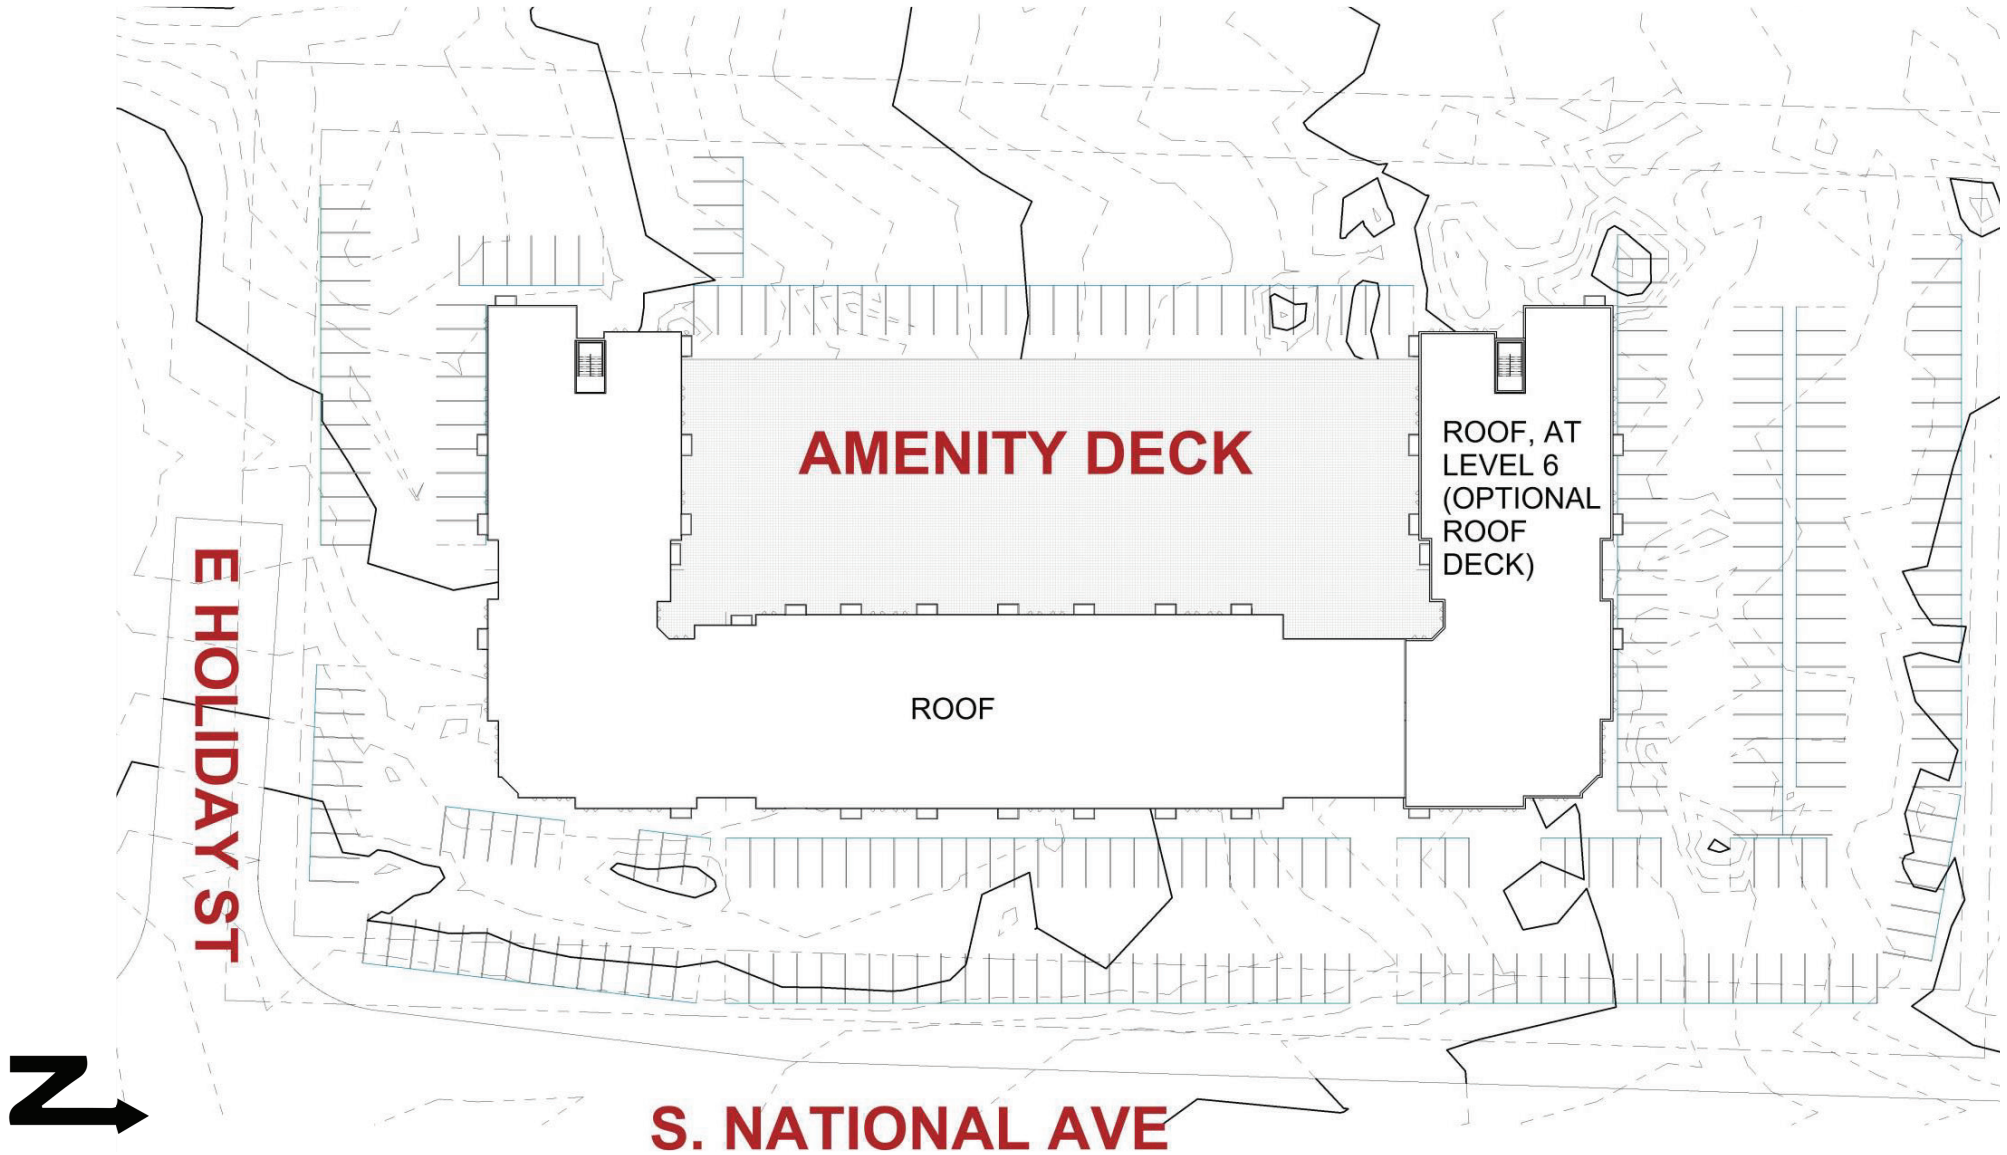 AMENITY DECK
ROOF, AT
LEVEL 6
(OPTIONAL
ROOF
DECK)
E HOLIDAY ST
ROOF
S. NATIONAL AVE
N